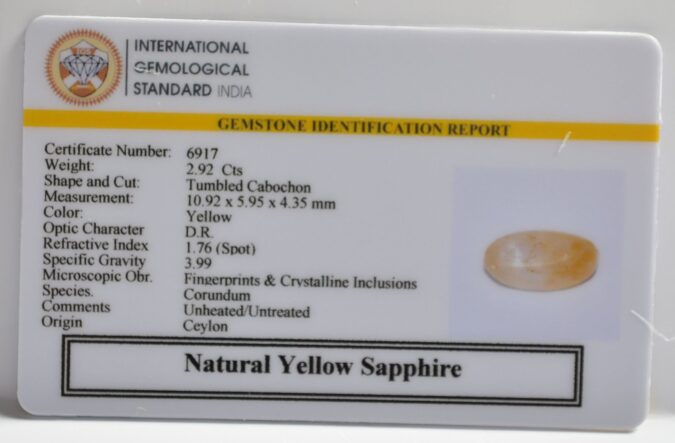 INTERNATIONAL
GEMOLOGICAL
STANDARD INDIA
GEMSTONE IDENTIFICATION REPORT
Certificate Number: 6917
Weight: 2.92 Cts
Shape and Cut: Tumbled Cabochon
Measurement: 10.92 x 5.95 x 4.35 mm
Color: Yellow
Optic Character D.R.
Refractive Index 1.76 (Spot)
Specific Gravity 3.99
Microscopic Obr. Fingerprints & Crystalline Inclusions
Species. Corundum
Comments Unheated/Untreated
Origin Ceylon
Natural Yellow Sapphire